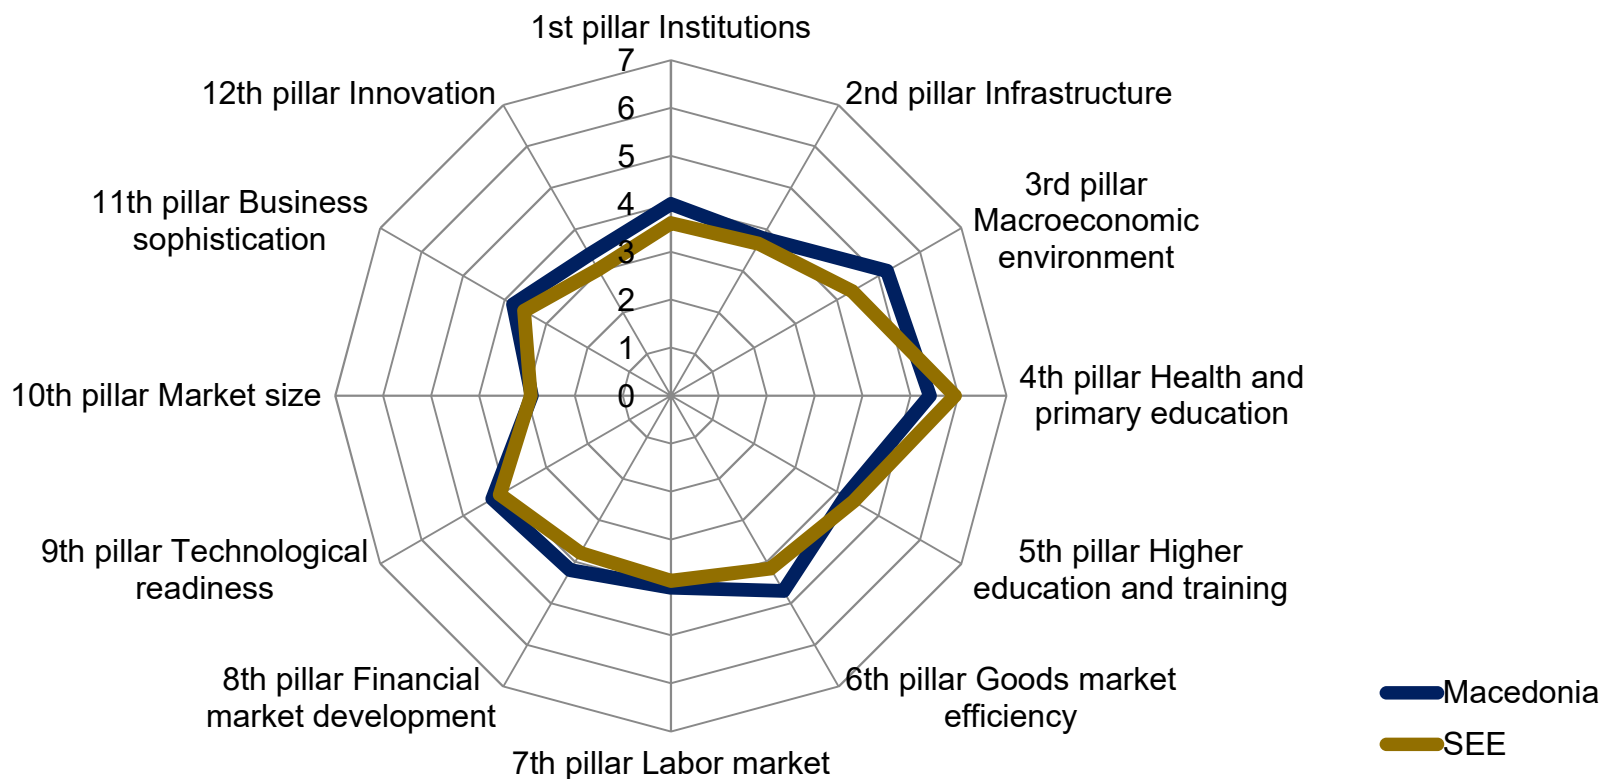 1st pillar Institutions
7
12th pillar Innovation
6
2nd pillar Infrastructure
5
3rd pillar
Macroeconomic
environment
11th pillar Business
sophistication
4
3
2
1
0
10th pillar Market size
4th pillar Health and
primary education
9th pillar Technological
readiness
5th pillar Higher
education and training
8th pillar Financial
market development
6th pillar Goods market
efficiency
7th pillar Labor market
Macedonia
SEE